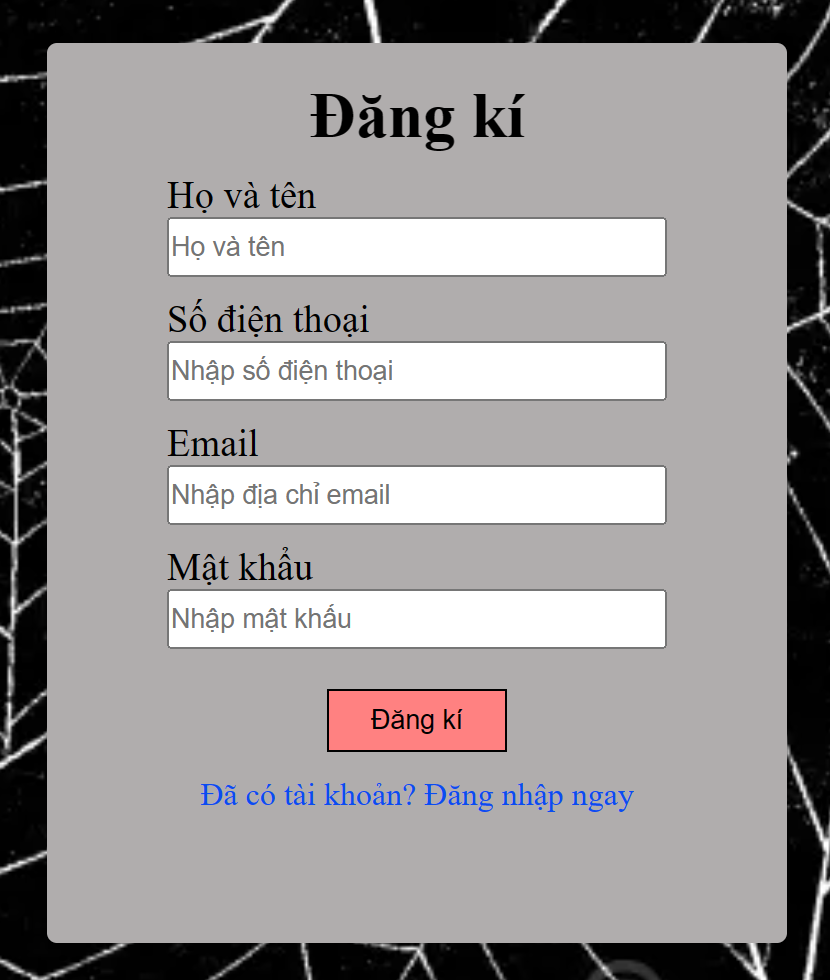 Đăng kí
Họ và tên
Họ và tên
Số điện thoại
Nhập số điện thoại
Email
Nhập địa chỉ email
Mật khẩu
Nhập mật khấu
Đăng kí
Đã có tài khoản? Đăng nhập ngay